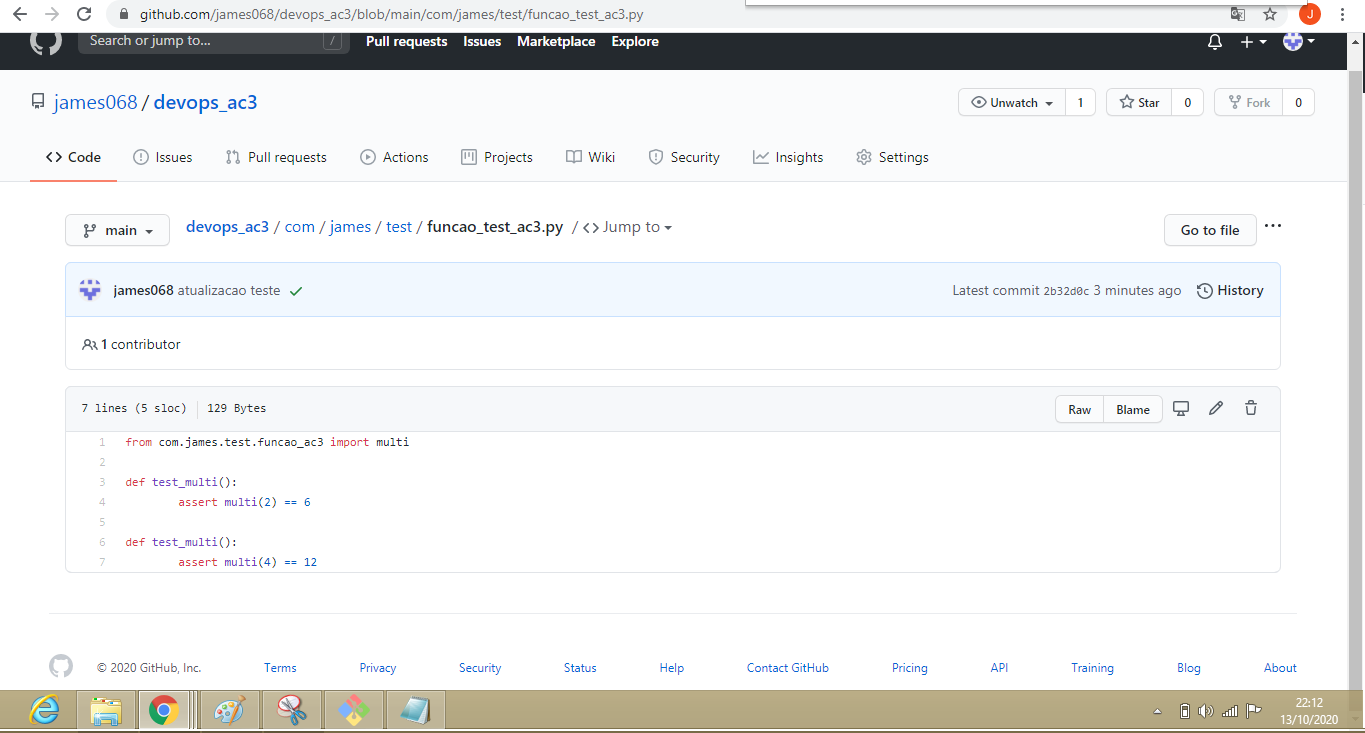 github.com/james068/devops_ac3/blob/main/com/james/test/funcao_test_ac3.py
J
Search or jump to... /
Pull requests Issues Marketplace Explore
james068 / devops_ac3
Unwatch 1 Star 0 Fork 0
Code Issues Pull requests Actions Projects Wiki Security Insights Settings
main devops_ac3 / com / james / test / funcao_test_ac3.py / <> Jump to
Go to file ...
james068 atualizacao teste
Latest commit 2b32d0c 3 minutes ago History
1 contributor
7 lines (5 sloc) | 129 Bytes
Raw Blame
1 from com.james.test.funcao_ac3 import multi
2
3 def test_multi():
4 assert multi(2) == 6
5
6 def test_multi():
7 assert multi(4) == 12
© 2020 GitHub, Inc. Terms Privacy Security Status Help Contact GitHub Pricing API Training Blog About
22:12
13/10/2020